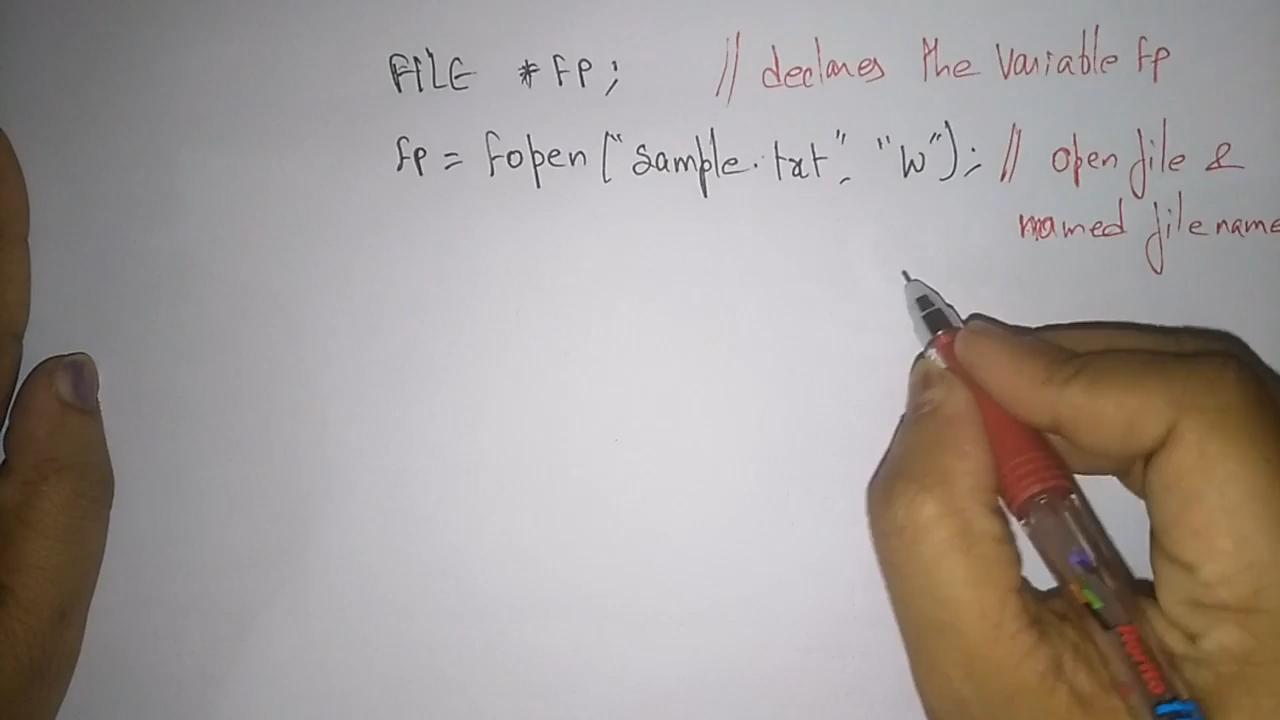 FILE *FP; // declares the variable fp
fp = fopen("sample.txt", "w"); // open file &
named filename